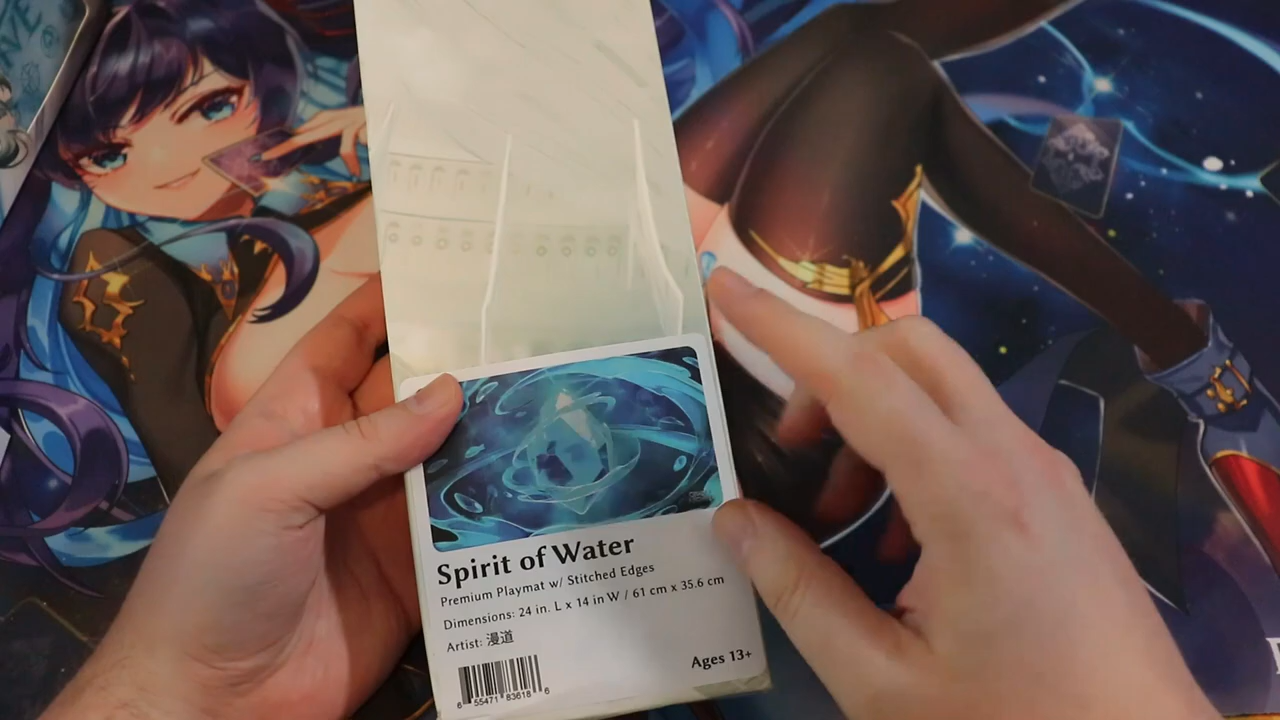 Spirit of Water
Premium Playmat w/ Stitched Edges
Dimensions: 24 in. L x 14 in W / 61 cm x 35.6 cm
Artist: 漫道
Ages 13+
6 55471 83618 6